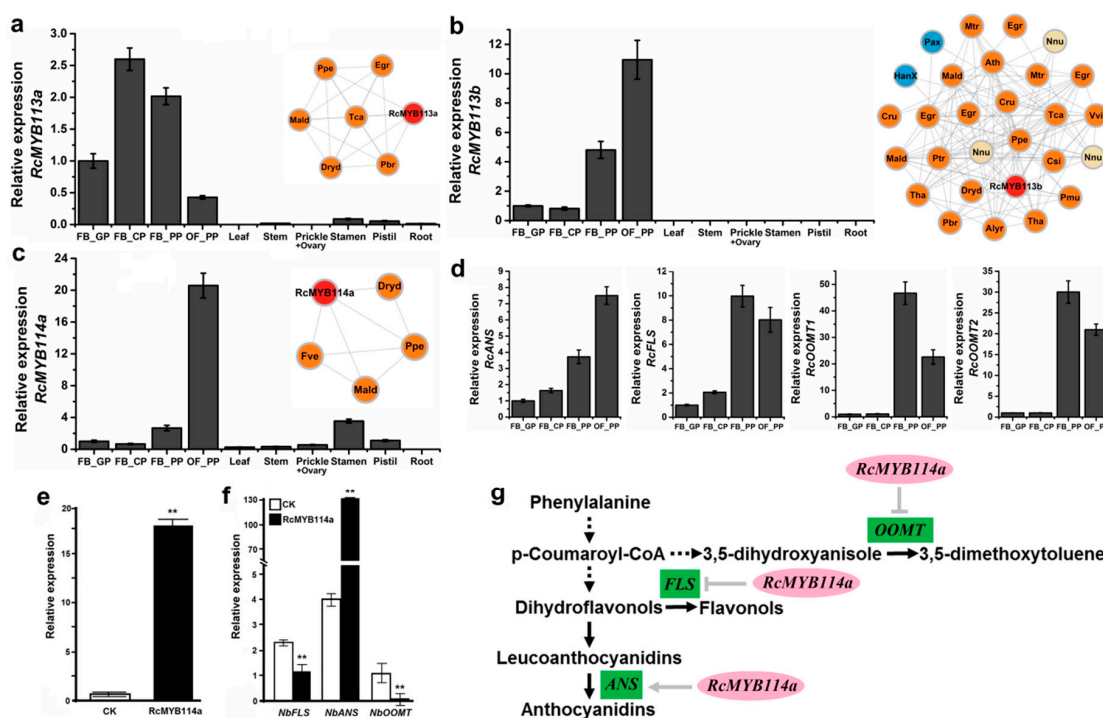 a
Relative expression
RcMYB113a
3.0
2.5
2.0
1.5
1.0
0.5
0.0
FB_GP FB_CP FB_PP OF_PP Leaf Stem Prickle Stamen Pistil Root
+Ovary
Ppe
Egr
Mald
Tca
RcMYB113a
Dryd
Pbr
b
Relative expression
RcMYB113b
12
10
8
6
4
2
0
FB_GP FB_CP FB_PP OF_PP Leaf Stem Prickle Stamen Pistil Root
+Ovary
Mtr Egr
Pax Nnu
Ath
HanX Mald Mtr Egr
Cru
Cru Egr Egr Tca Vvi
Ppe
Mald Ptr Nnu Csi Nnu
RcMYB113b
Tha Dryd Pmu
Pbr Alyr Tha
c
Relative expression
RcMYB114a
24
20
16
12
8
4
0
FB_GP FB_CP FB_PP OF_PP Leaf Stem Prickle Stamen Pistil Root
+Ovary
RcMYB114a
Dryd
Fve
Ppe
Mald
d
Relative expression
RcANS
9
8
7
6
5
4
3
2
1
0
FB_GP FB_CP FB_PP OF_PP
Relative expression
RcFLS
12
10
8
6
4
2
0
FB_GP FB_CP FB_PP OF_PP
Relative expression
RcOOMT1
50
40
30
20
10
0
FB_GP FB_CP FB_PP OF_PP
Relative expression
RcOOMT2
35
30
25
20
15
10
5
0
FB_GP FB_CP FB_PP OF_PP
e
Relative expression
20
15
10
5
0
**
CK RcMYB114a
f
CK
RcMYB114a
Relative expression
130
110
90
70
50
30
10
6
4
2
1
0
**
**
**
NbFLS NbANS NbOOMT
g
RcMYB114a
Phenylalanine
OOMT
p-Coumaroyl-CoA 3,5-dihydroxyanisole 3,5-dimethoxytoluene
FLS RcMYB114a
Dihydroflavonols Flavonols
Leucoanthocyanidins
ANS RcMYB114a
Anthocyanidins